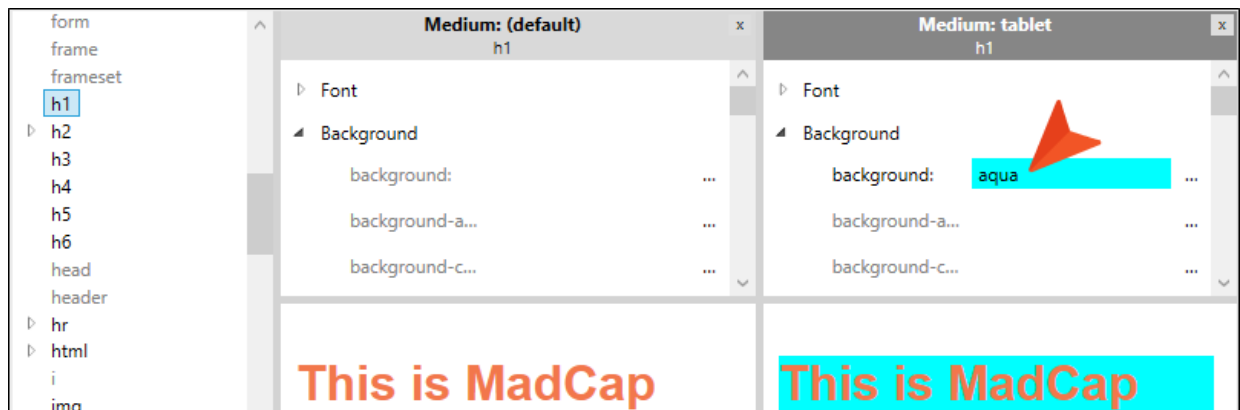 form
frame
frameset
h1
h2
h3
h4
h5
h6
head
header
hr
html
i
img
Medium: (default)
x
h1
Font
Background
background:
...
background-a...
...
background-c...
...
This is MadCap
Medium: tablet
x
h1
Font
Background
background:
aqua
...
background-a...
...
background-c...
...
This is MadCap